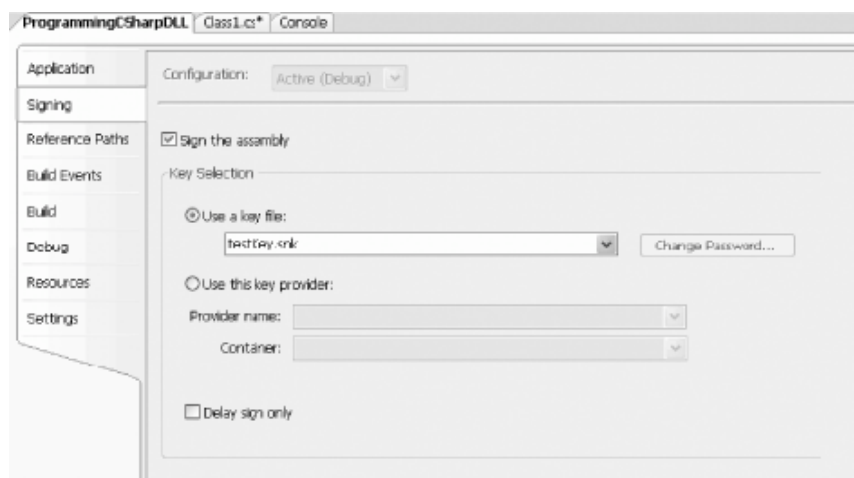 ProgrammingCSharpDLL Class1.cs* Console
Application
Configuration: Active (Debug)
Signing
Reference Paths
Sign the assembly
Build Events
Key Selection
Build
Use a key file:
Debug
testKey.snk Change Password...
Resources
Use this key provider:
Settings
Provider name:
Container:
Delay sign only